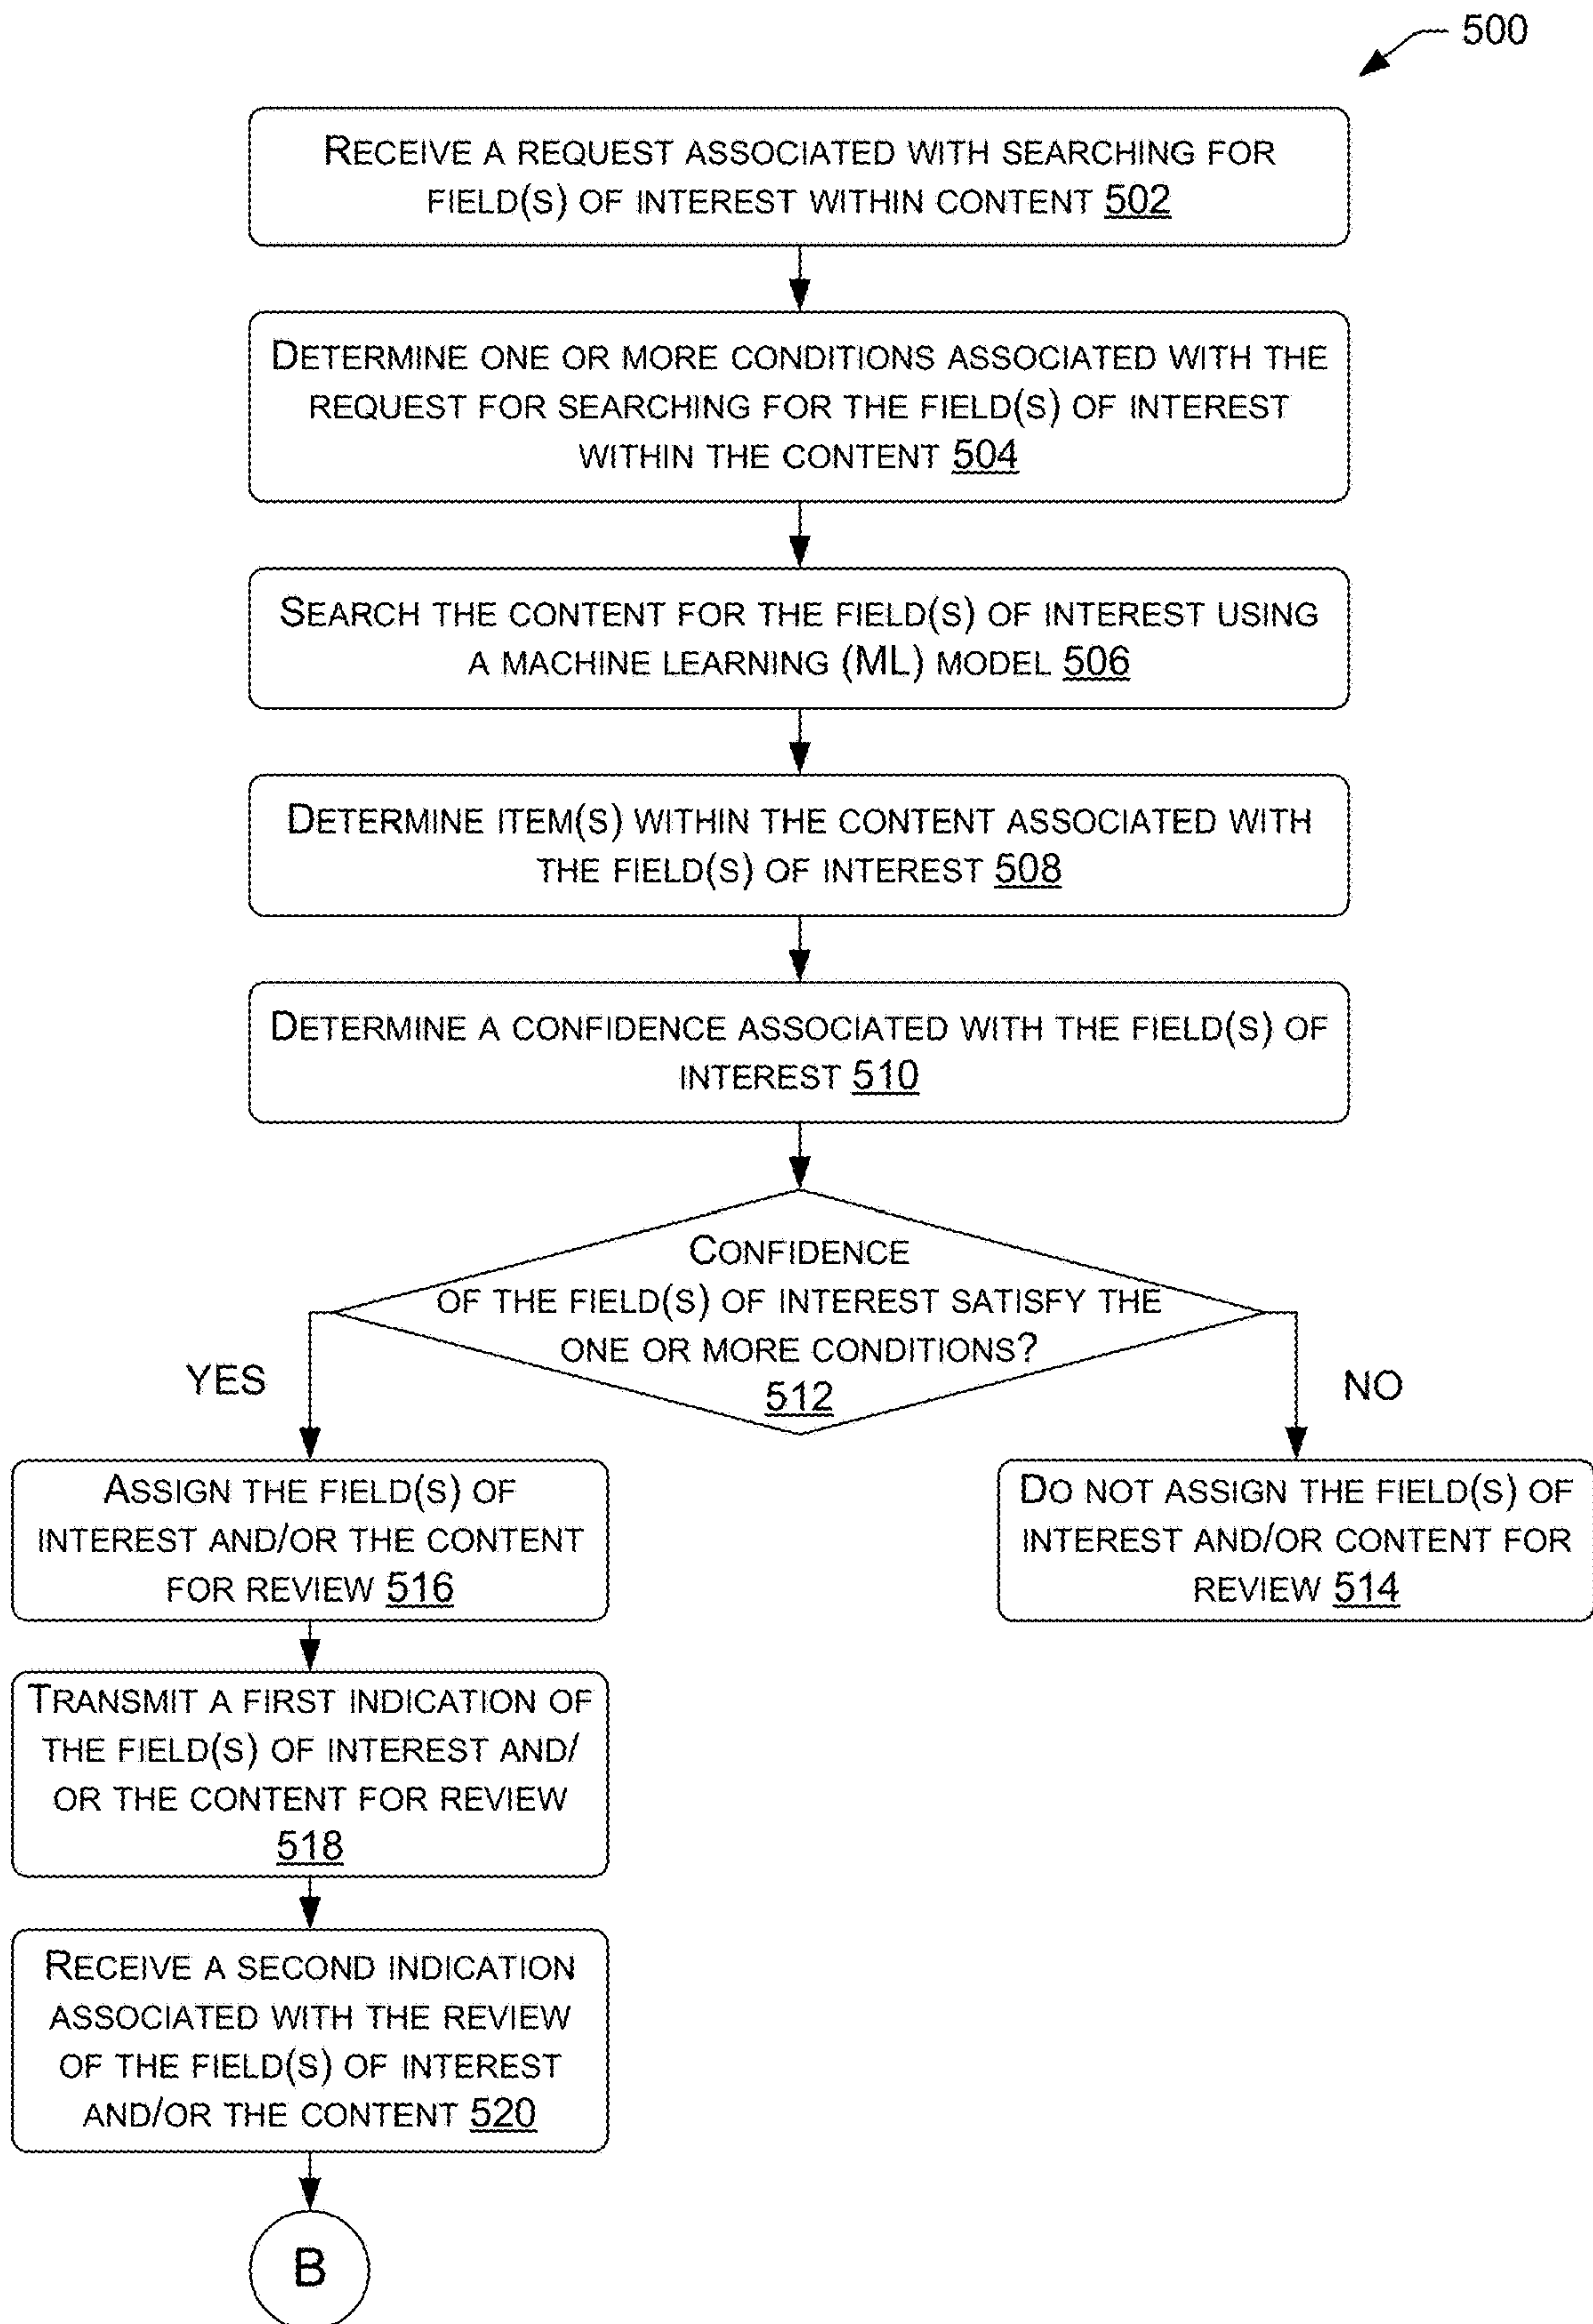 500
RECEIVE A REQUEST ASSOCIATED WITH SEARCHING FOR
FIELD(S) OF INTEREST WITHIN CONTENT 502
DETERMINE ONE OR MORE CONDITIONS ASSOCIATED WITH THE
REQUEST FOR SEARCHING FOR THE FIELD(S) OF INTEREST
WITHIN THE CONTENT 504
SEARCH THE CONTENT FOR THE FIELD(S) OF INTEREST USING
A MACHINE LEARNING (ML) MODEL 506
DETERMINE ITEM(S) WITHIN THE CONTENT ASSOCIATED WITH
THE FIELD(S) OF INTEREST 508
DETERMINE A CONFIDENCE ASSOCIATED WITH THE FIELD(S) OF
INTEREST 510
CONFIDENCE
OF THE FIELD(S) OF INTEREST SATISFY THE
ONE OR MORE CONDITIONS?
512
YES
NO
ASSIGN THE FIELD(S) OF
INTEREST AND/OR THE CONTENT
FOR REVIEW 516
DO NOT ASSIGN THE FIELD(S) OF
INTEREST AND/OR CONTENT FOR
REVIEW 514
TRANSMIT A FIRST INDICATION OF
THE FIELD(S) OF INTEREST AND/
OR THE CONTENT FOR REVIEW
518
RECEIVE A SECOND INDICATION
ASSOCIATED WITH THE REVIEW
OF THE FIELD(S) OF INTEREST
AND/OR THE CONTENT 520
B